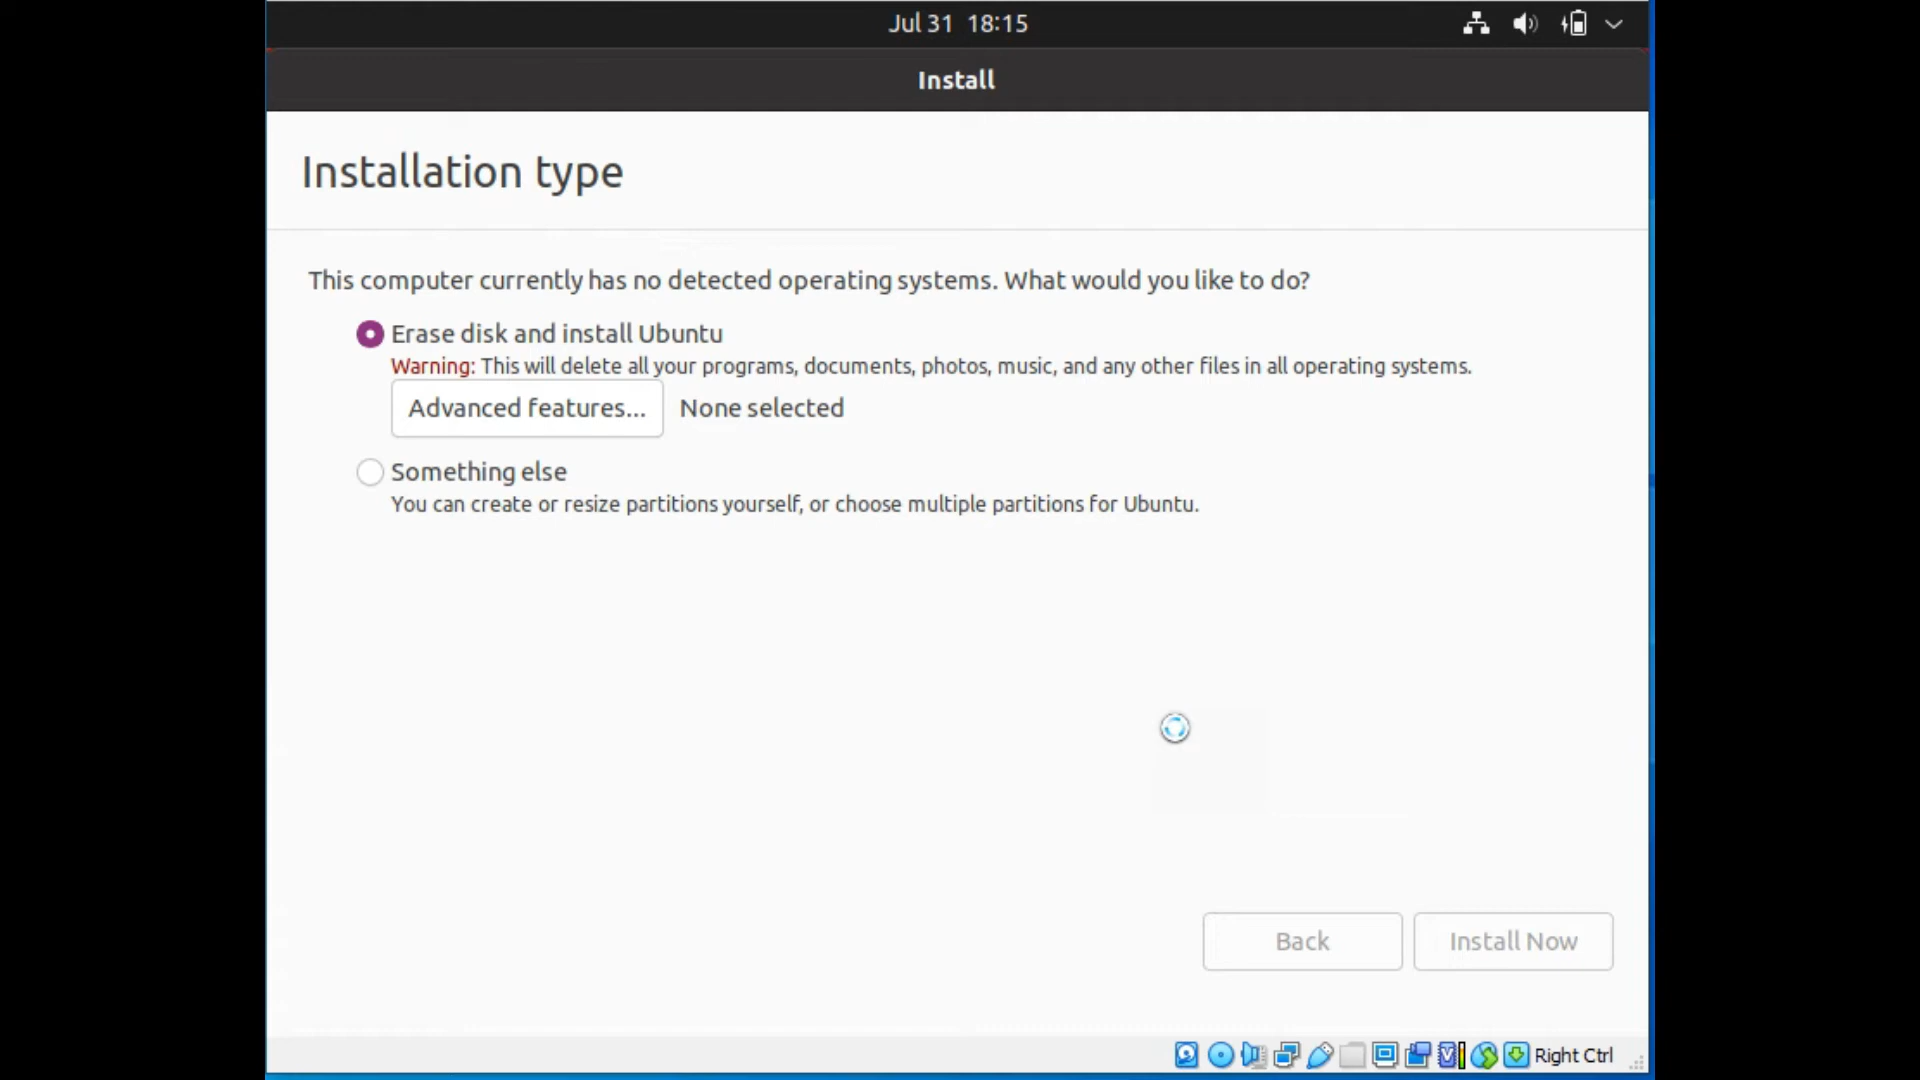 Jul 31 18:15
Install
Installation type
This computer currently has no detected operating systems. What would you like to do?
Erase disk and install Ubuntu
Warning: This will delete all your programs, documents, photos, music, and any other files in all operating systems.
Advanced features... None selected
Something else
You can create or resize partitions yourself, or choose multiple partitions for Ubuntu.
Back Install Now
Right Ctrl